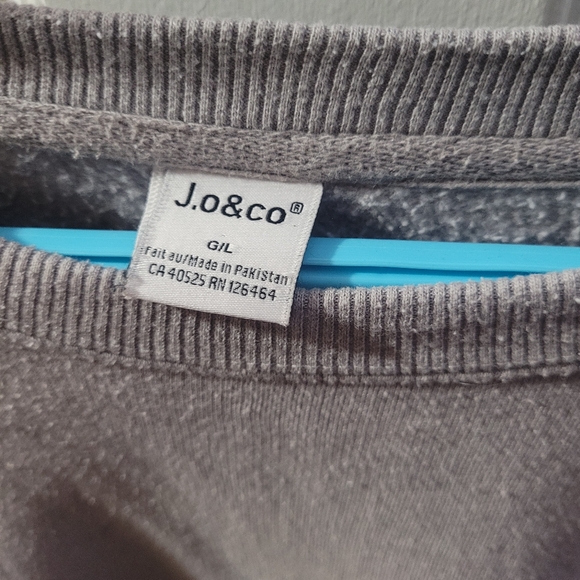 J.o&co®
G/L
Fait au/Made in Pakistan
CA 40525 RN 126464